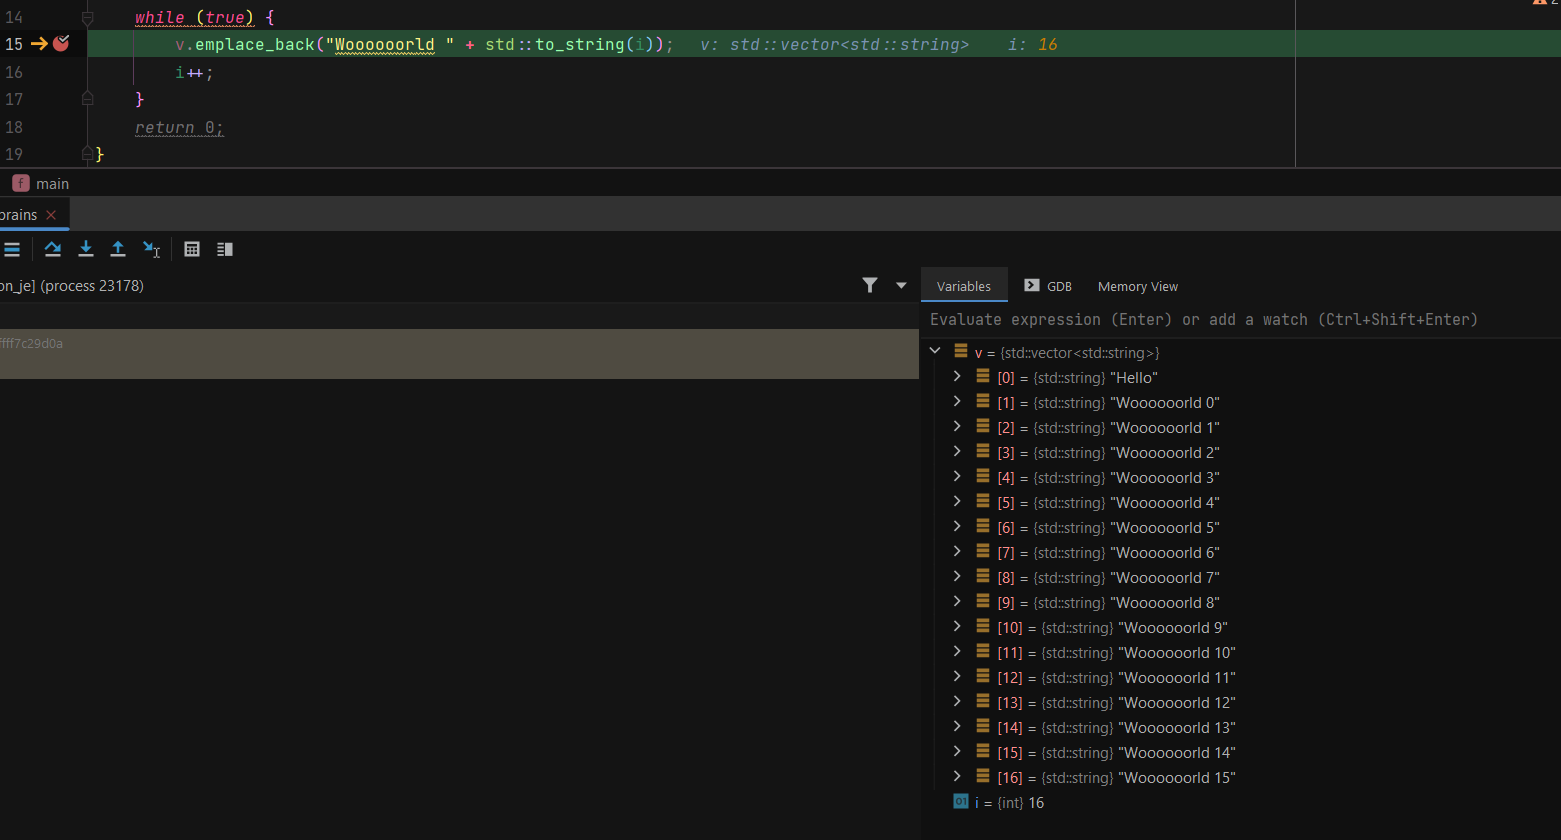 14 while (true) {
15 v.emplace_back("Woooooorld " + std::to_string(i)); v: std::vector<std::string> i: 16
16 i++;
17 }
18 return 0;
19 }
f main
brains
on_je] (process 23178)
ffff7c29d0a
Variables GDB Memory View
Evaluate expression (Enter) or add a watch (Ctrl+Shift+Enter)
v = {std::vector<std::string>}
[0] = {std::string} "Hello"
[1] = {std::string} "Woooooorld 0"
[2] = {std::string} "Woooooorld 1"
[3] = {std::string} "Woooooorld 2"
[4] = {std::string} "Woooooorld 3"
[5] = {std::string} "Woooooorld 4"
[6] = {std::string} "Woooooorld 5"
[7] = {std::string} "Woooooorld 6"
[8] = {std::string} "Woooooorld 7"
[9] = {std::string} "Woooooorld 8"
[10] = {std::string} "Woooooorld 9"
[11] = {std::string} "Woooooorld 10"
[12] = {std::string} "Woooooorld 11"
[13] = {std::string} "Woooooorld 12"
[14] = {std::string} "Woooooorld 13"
[15] = {std::string} "Woooooorld 14"
[16] = {std::string} "Woooooorld 15"
01 i = {int} 16